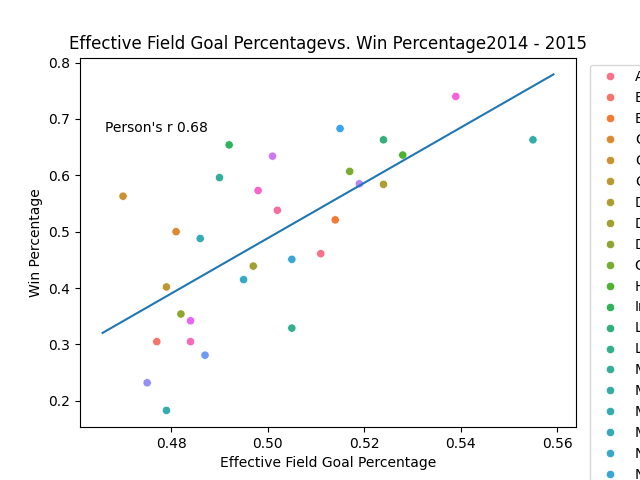 Effective Field Goal Percentagevs. Win Percentage2014 - 2015
0.8
0.7
0.6
0.5
0.4
0.3
0.2
Win Percentage
Person's r 0.68
0.48 0.50 0.52 0.54 0.56
Effective Field Goal Percentage